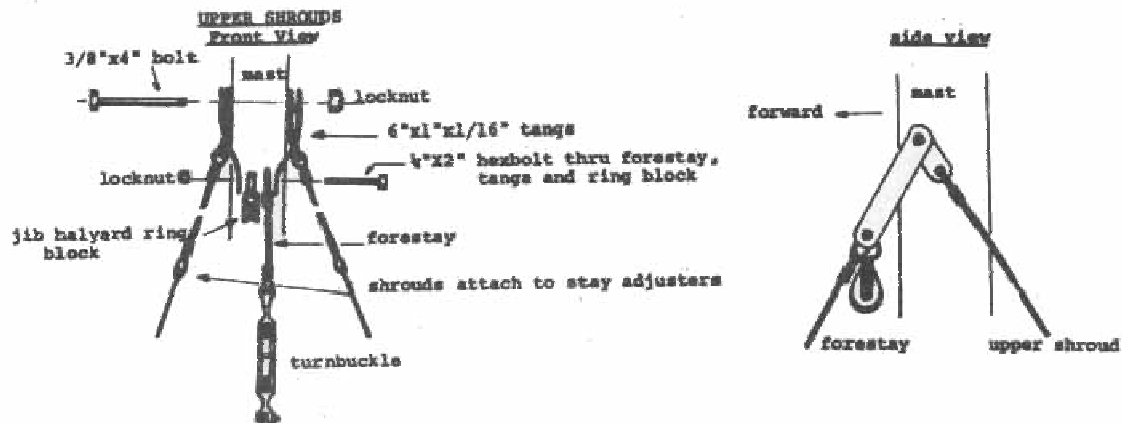 UPPER SHROUDS
Front View
3/8"x4" bolt
mast
locknut
6"x1"x1/16" tangs
¼"X2" hexbolt thru forestay,
tangs and ring block
locknut
jib halyard ring
block
forestay
shrouds attach to stay adjusters
turnbuckle
side view
mast
forward
forestay
upper shroud